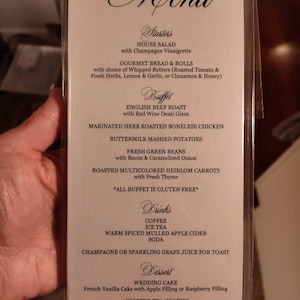 Menu
Starters
HOUSE SALAD
with Champagne Vinaigrette
GOURMET BREAD & ROLLS
with choice of Whipped Butters (Roasted Tomato &
Fresh Herbs, Lemon & Garlic, or Cinnamon & Honey)
Buffet
ENGLISH BEEF ROAST
with Red Wine Demi Glaze
MARINATED HERB ROASTED BONELESS CHICKEN
BUTTERMILK MASHED POTATOES
FRESH GREEN BEANS
with Bacon & Caramelized Onion
ROASTED MULTICOLORED HEIRLOM CARROTS
with Fresh Thyme
*ALL BUFFET IS GLUTEN FREE*
Drinks
COFFEE
ICE TEA
WARM SPICED MULLED APPLE CIDER
SODA
CHAMPAGNE OR SPARKLING GRAPE JUICE FOR TOAST
Dessert
WEDDING CAKE
French Vanilla Cake with Apple Filling or Raspberry Filling